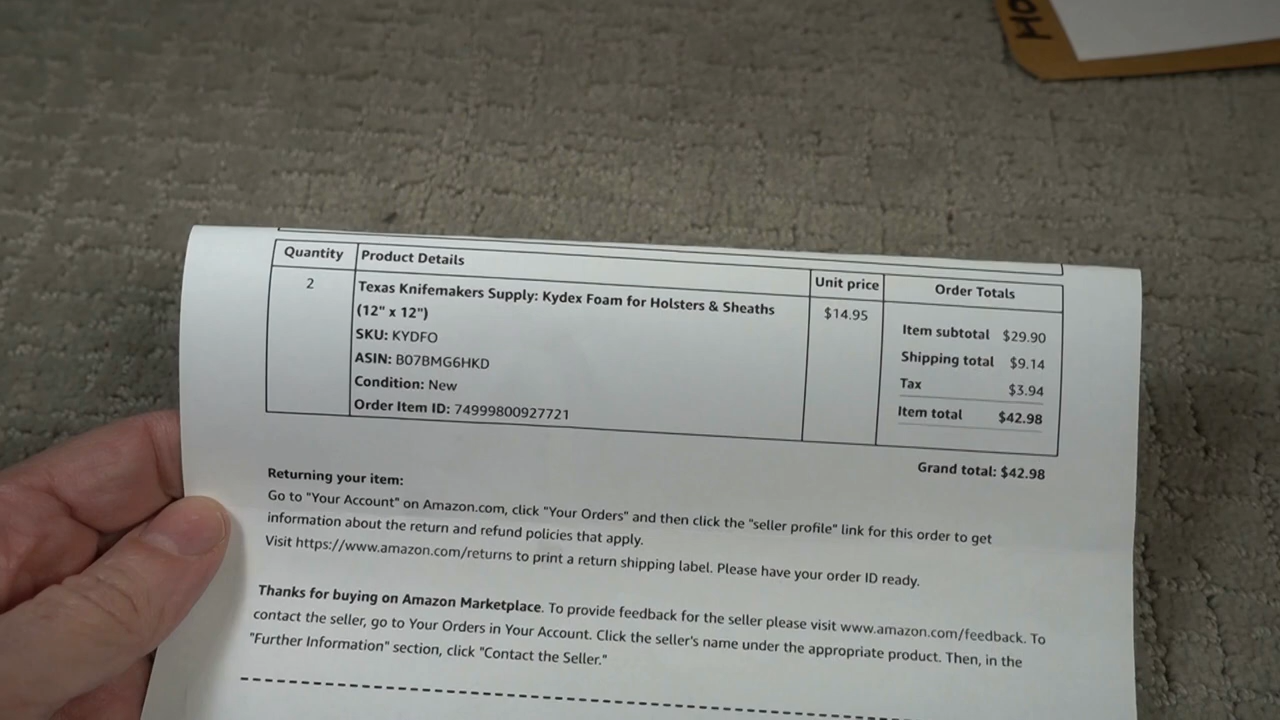 HO
Quantity Product Details Unit price Order Totals
2 Texas Knifemakers Supply: Kydex Foam for Holsters & Sheaths $14.95
(12" x 12")
SKU: KYDFO
ASIN: B07BMG6HKD
Condition: New
Order Item ID: 74999800927721
Item subtotal $29.90
Shipping total $9.14
Tax $3.94
Item total $42.98
Grand total: $42.98
Returning your item:
Go to "Your Account" on Amazon.com, click "Your Orders" and then click the "seller profile" link for this order to get
information about the return and refund policies that apply.
Visit https://www.amazon.com/returns to print a return shipping label. Please have your order ID ready.
Thanks for buying on Amazon Marketplace. To provide feedback for the seller please visit www.amazon.com/feedback. To
contact the seller, go to Your Orders in Your Account. Click the seller's name under the appropriate product. Then, in the
"Further Information" section, click "Contact the Seller."